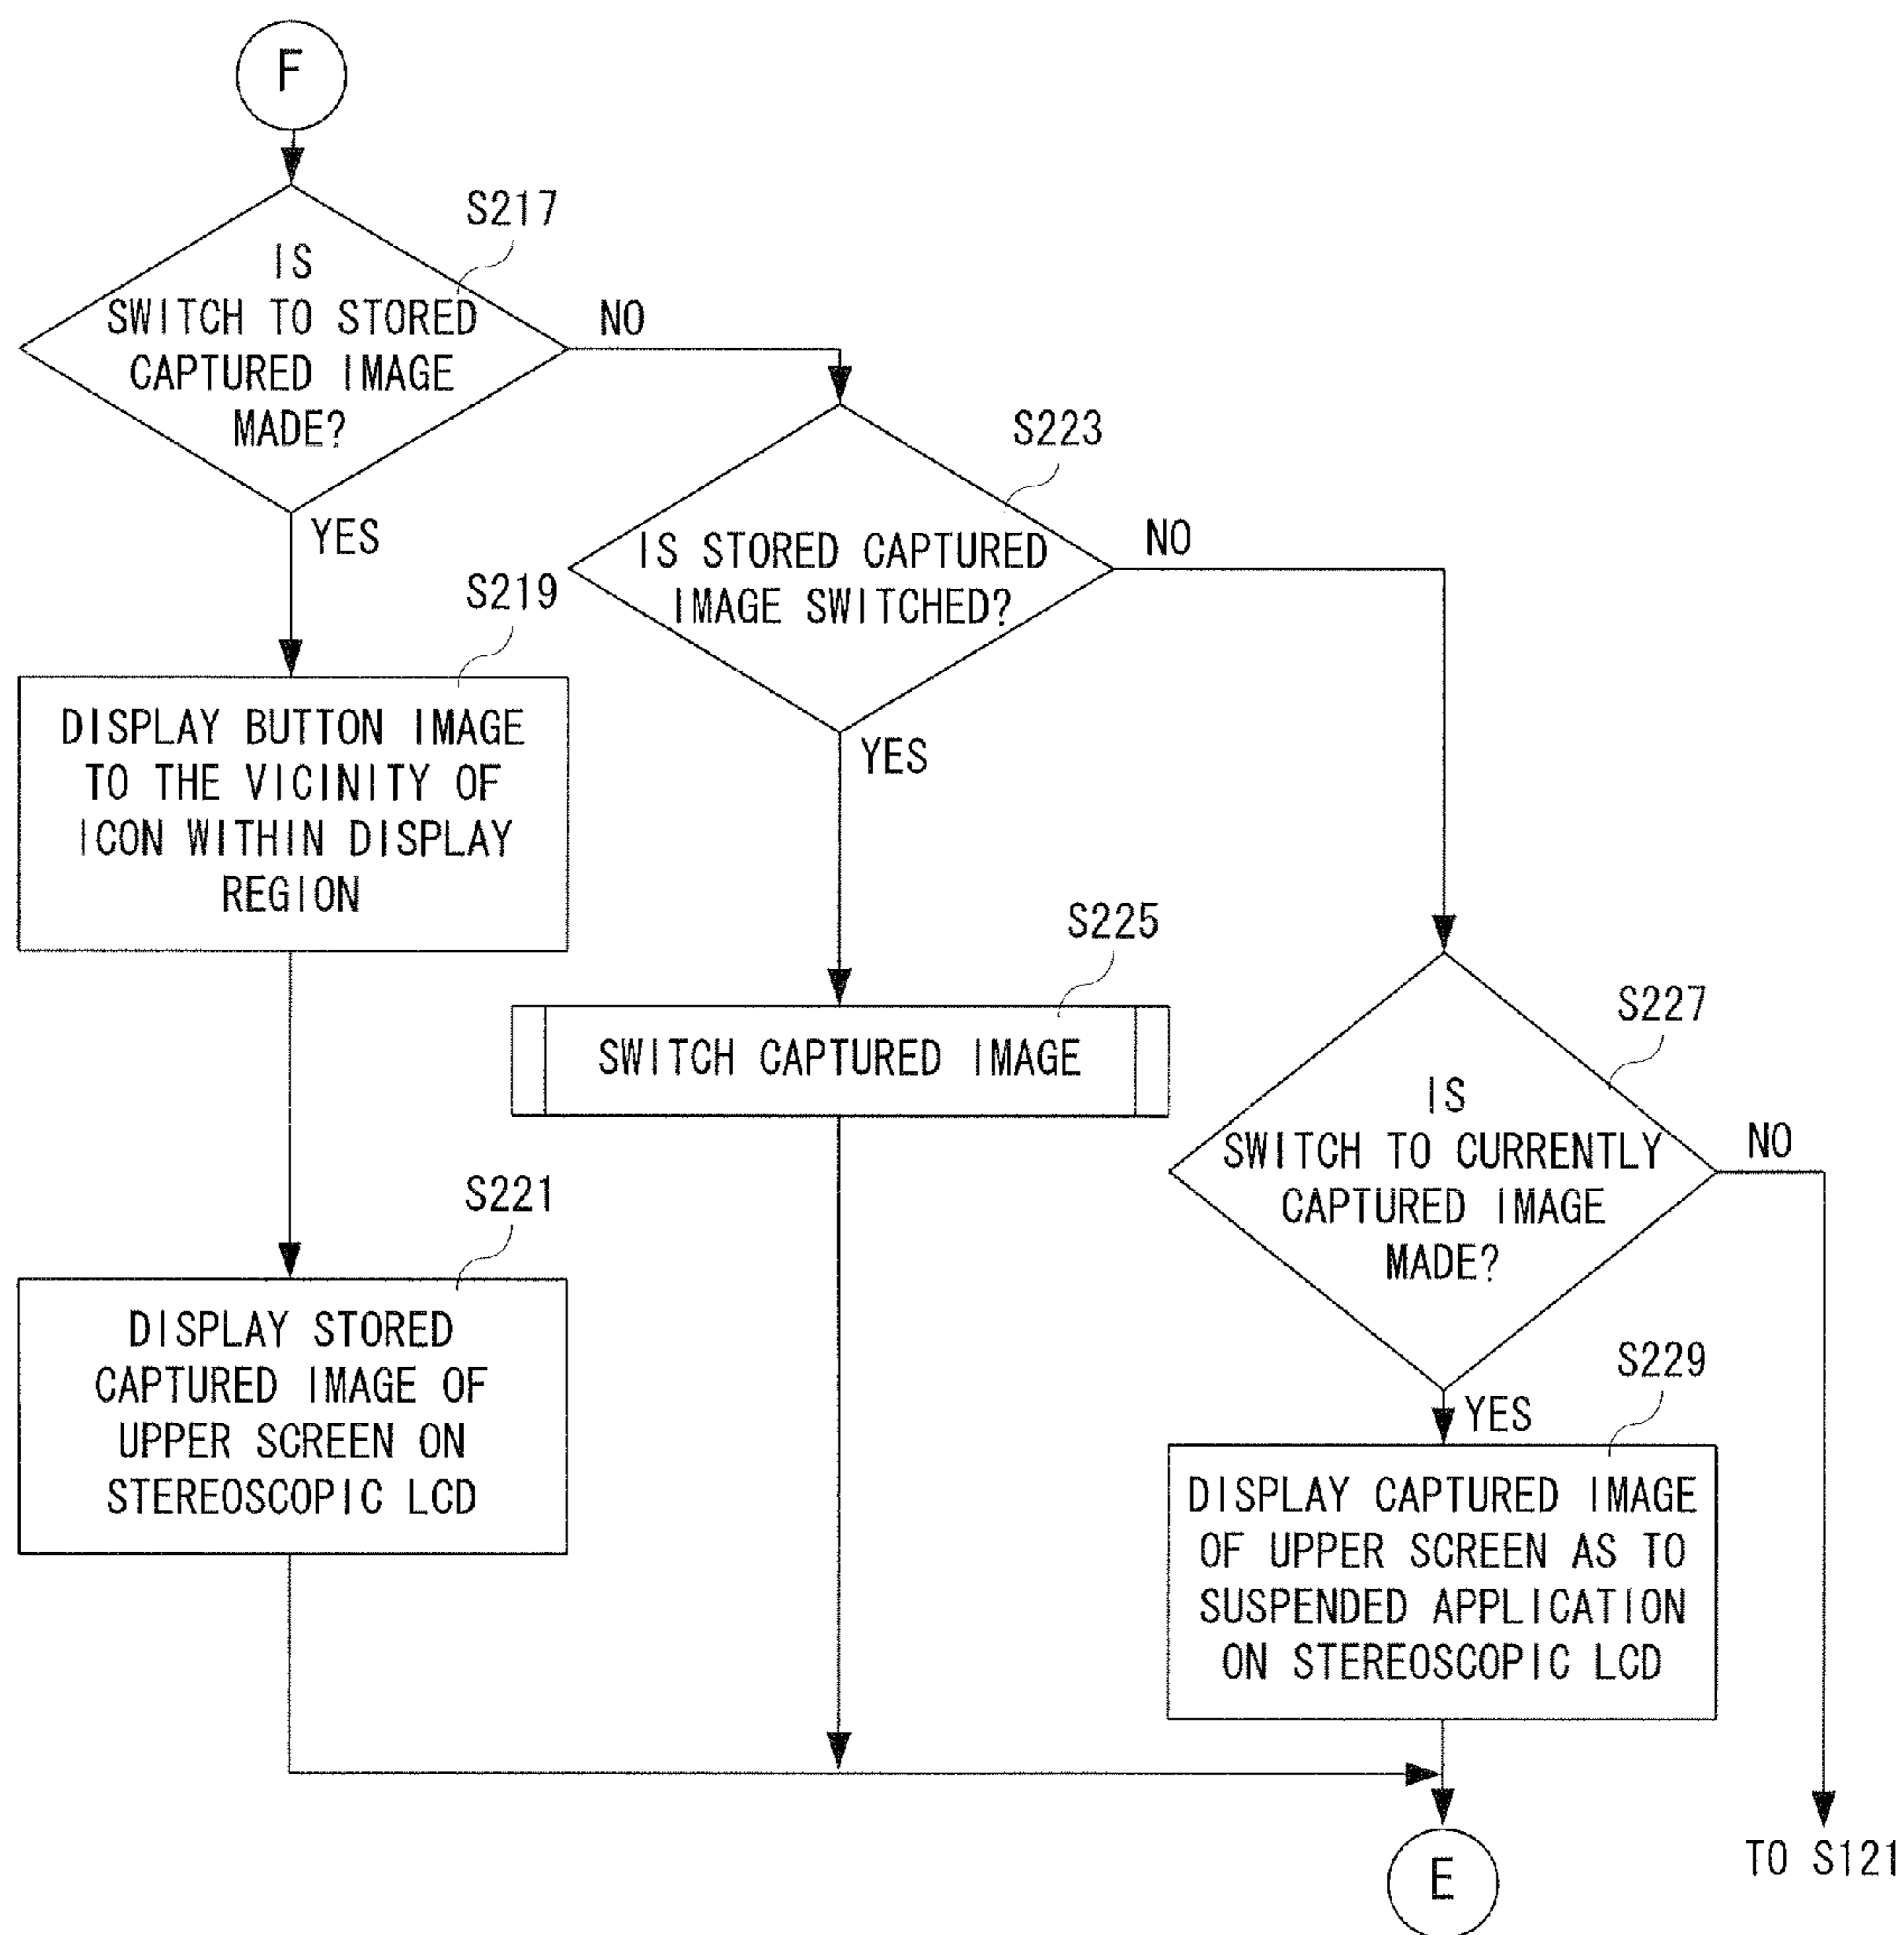 F
S217
IS
SWITCH TO STORED
CAPTURED IMAGE
MADE?
NO
YES
S223
IS STORED CAPTURED
IMAGE SWITCHED?
NO
YES
S219
DISPLAY BUTTON IMAGE
TO THE VICINITY OF
ICON WITHIN DISPLAY
REGION
S225
SWITCH CAPTURED IMAGE
S227
IS
SWITCH TO CURRENTLY
CAPTURED IMAGE
MADE?
NO
YES
S221
DISPLAY STORED
CAPTURED IMAGE OF
UPPER SCREEN ON
STEREOSCOPIC LCD
S229
DISPLAY CAPTURED IMAGE
OF UPPER SCREEN AS TO
SUSPENDED APPLICATION
ON STEREOSCOPIC LCD
E
TO S121